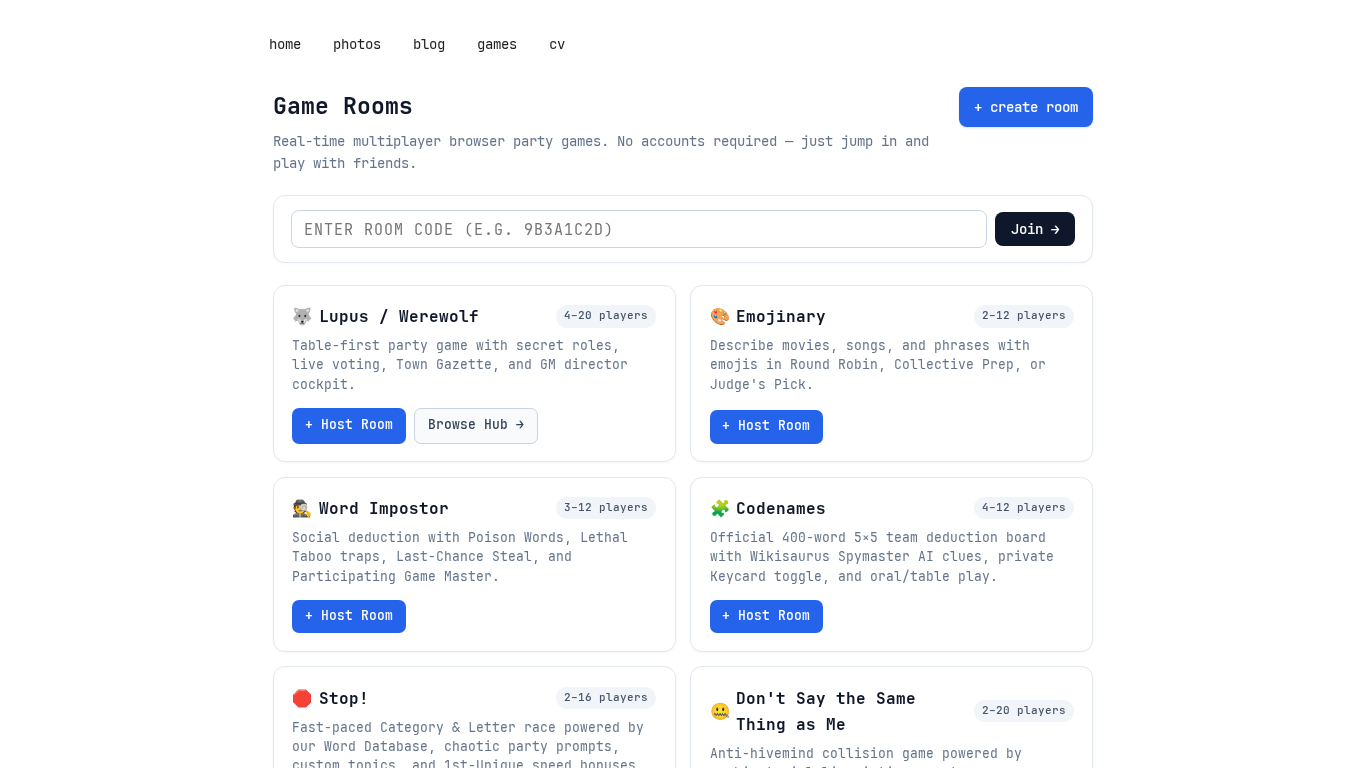 home photos blog games cv
Game Rooms
+ create room
Real-time multiplayer browser party games. No accounts required — just jump in and
play with friends.
ENTER ROOM CODE (E.G. 9B3A1C2D)
Join →
Lupus / Werewolf
4–20 players
Table-first party game with secret roles,
live voting, Town Gazette, and GM director
cockpit.
+ Host Room
Browse Hub →
Emojinary
2–12 players
Describe movies, songs, and phrases with
emojis in Round Robin, Collective Prep, or
Judge's Pick.
+ Host Room
Word Impostor
3–12 players
Social deduction with Poison Words, Lethal
Taboo traps, Last-Chance Steal, and
Participating Game Master.
+ Host Room
Codenames
4–12 players
Official 400-word 5×5 team deduction board
with Wikisaurus Spymaster AI clues, private
Keycard toggle, and oral/table play.
+ Host Room
Stop!
2–16 players
Fast-paced Category & Letter race powered by
our Word Database, chaotic party prompts,
custom topics, and 1st-Unique speed bonuses.
Don't Say the Same
Thing as Me
2–20 players
Anti-hivemind collision game powered by